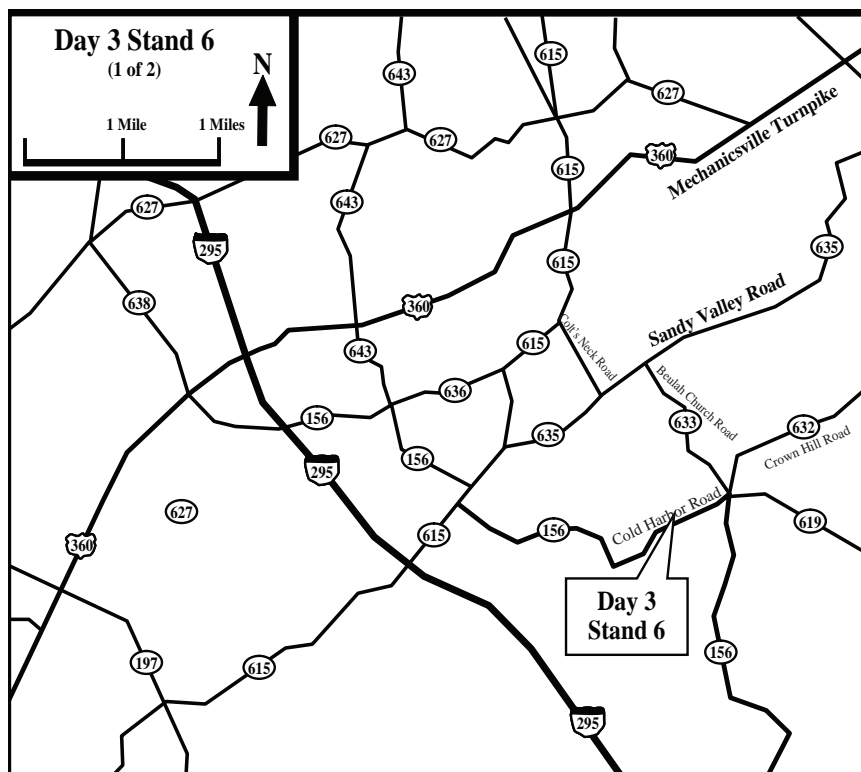 Day 3 Stand 6
(1 of 2)
N
1 Mile
1 Miles
643
615
627
627
627
360
Mechanicsville Turnpike
615
643
627
295
635
615
638
360
Sandy Valley Road
Colt's Neck Road
643
615
636
Beulah Church Road
156
633
632
635
Crown Hill Road
156
295
627
Cold Harbor Road
619
156
615
360
Day 3
Stand 6
156
197
615
295